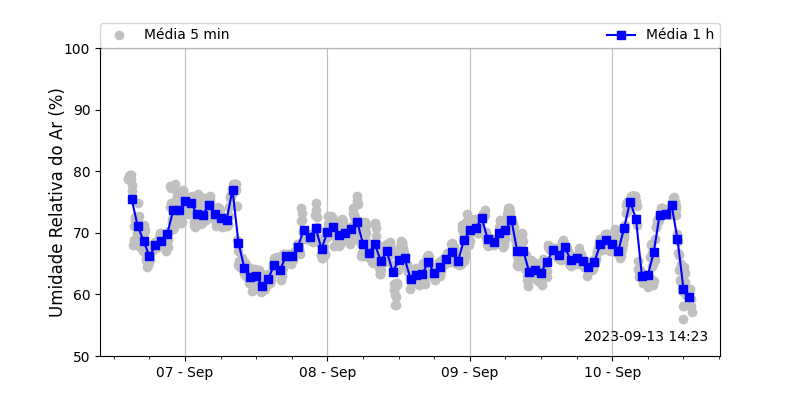 Média 5 min
Média 1 h
Umidade Relativa do Ar (%)
100
90
80
70
60
50
2023-09-13 14:23
07 - Sep
08 - Sep
09 - Sep
10 - Sep